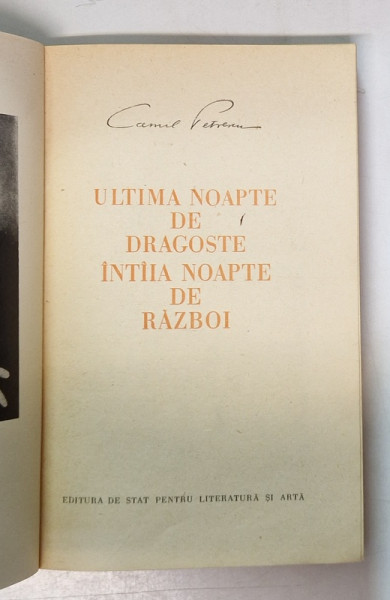 Camil Petrescu
ULTIMA NOAPTE
DE
DRAGOSTE
ÎNTÎIA NOAPTE
DE
RĂZBOI
EDITURA DE STAT PENTRU LITERATURĂ ȘI ARTĂ